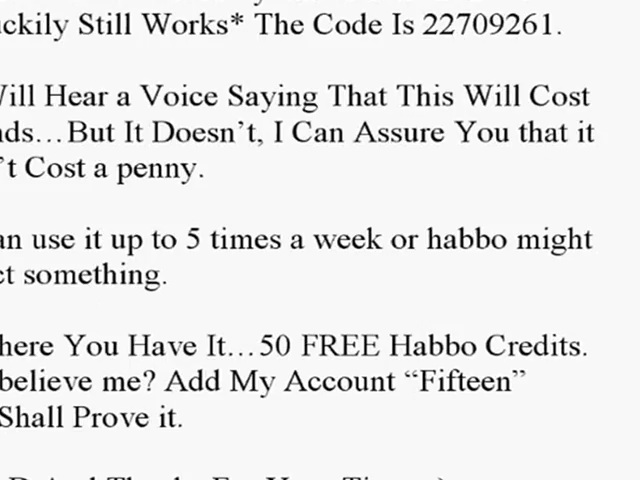 uckily Still Works* The Code Is 22709261.
Will Hear a Voice Saying That This Will Cost
nds…But It Doesn’t, I Can Assure You that it
’t Cost a penny.
an use it up to 5 times a week or habbo might
ct something.
here You Have It…50 FREE Habbo Credits.
believe me? Add My Account “Fifteen”
Shall Prove it.